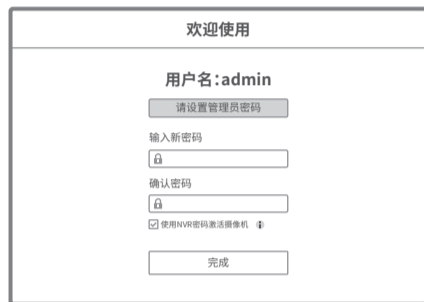 欢迎使用
用户名:admin
请设置管理员密码
输入新密码
确认密码
使用NVR密码激活摄像机
完成